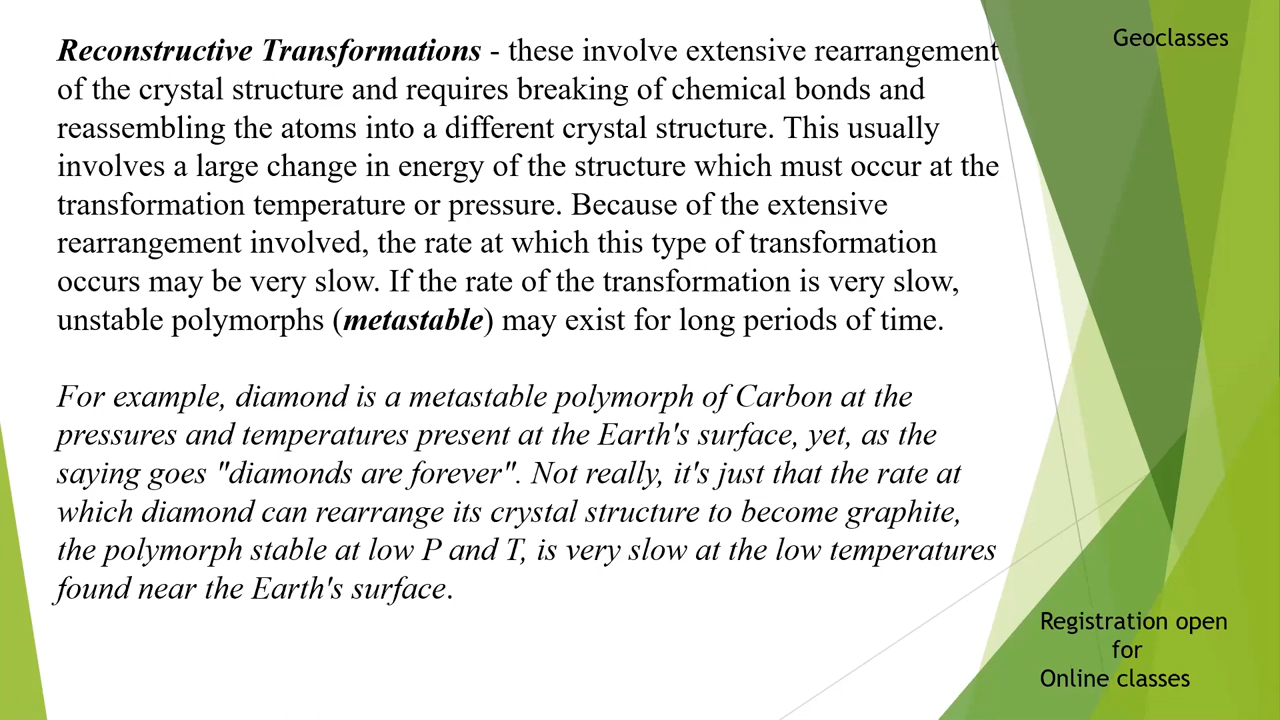 Reconstructive Transformations - these involve extensive rearrangement
of the crystal structure and requires breaking of chemical bonds and
reassembling the atoms into a different crystal structure. This usually
involves a large change in energy of the structure which must occur at the
transformation temperature or pressure. Because of the extensive
rearrangement involved, the rate at which this type of transformation
occurs may be very slow. If the rate of the transformation is very slow,
unstable polymorphs (metastable) may exist for long periods of time.
For example, diamond is a metastable polymorph of Carbon at the
pressures and temperatures present at the Earth's surface, yet, as the
saying goes "diamonds are forever". Not really, it's just that the rate at
which diamond can rearrange its crystal structure to become graphite,
the polymorph stable at low P and T, is very slow at the low temperatures
found near the Earth's surface.
Geoclasses
Registration open
for
Online classes